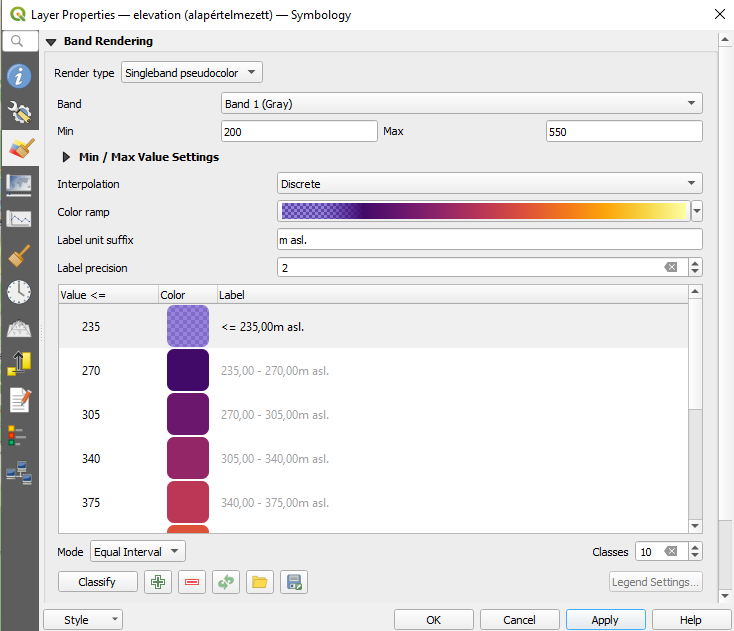 Layer Properties — elevation (alapértelmezett) — Symbology
Band Rendering
Render type Singleband pseudocolor
Band Band 1 (Gray)
Min 200 Max 550
Min / Max Value Settings
Interpolation Discrete
Color ramp
Label unit suffix m asl.
Label precision 2
Value <= Color Label
235 <= 235,00m asl.
270 235,00 - 270,00m asl.
305 270,00 - 305,00m asl.
340 305,00 - 340,00m asl.
375 340,00 - 375,00m asl.
Mode Equal Interval Classes 10
Classify Legend Settings...
Style OK Cancel Apply Help